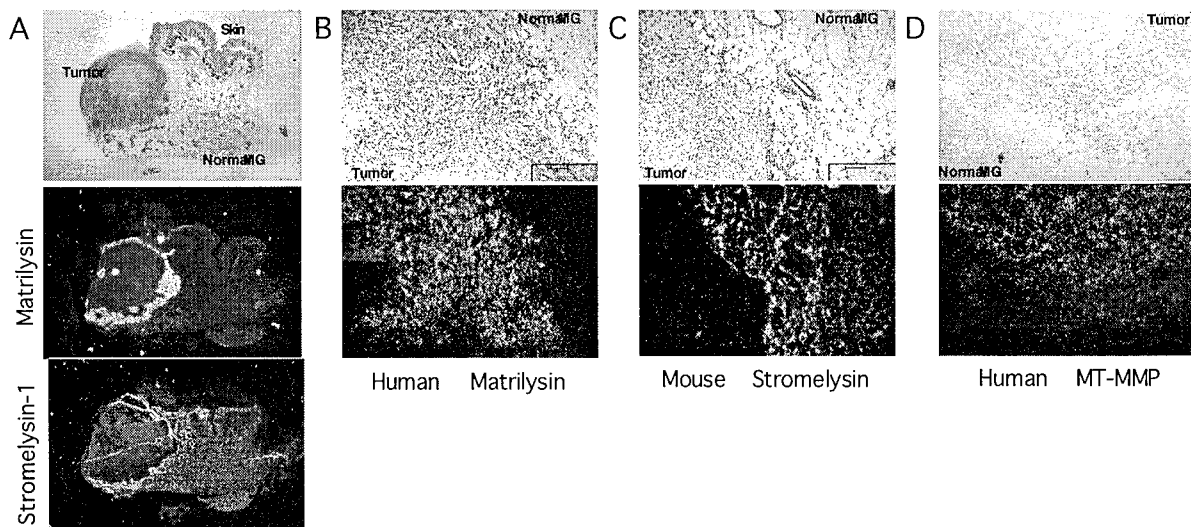 A
B
C
D
Skin
Tumor
NormalMG
NormalMG
Tumor
NormalMG
Tumor
Tumor
NormalMG
Matrilysin
Stromelysin-1
Human Matrilysin
Mouse Stromelysin
Human MT-MMP